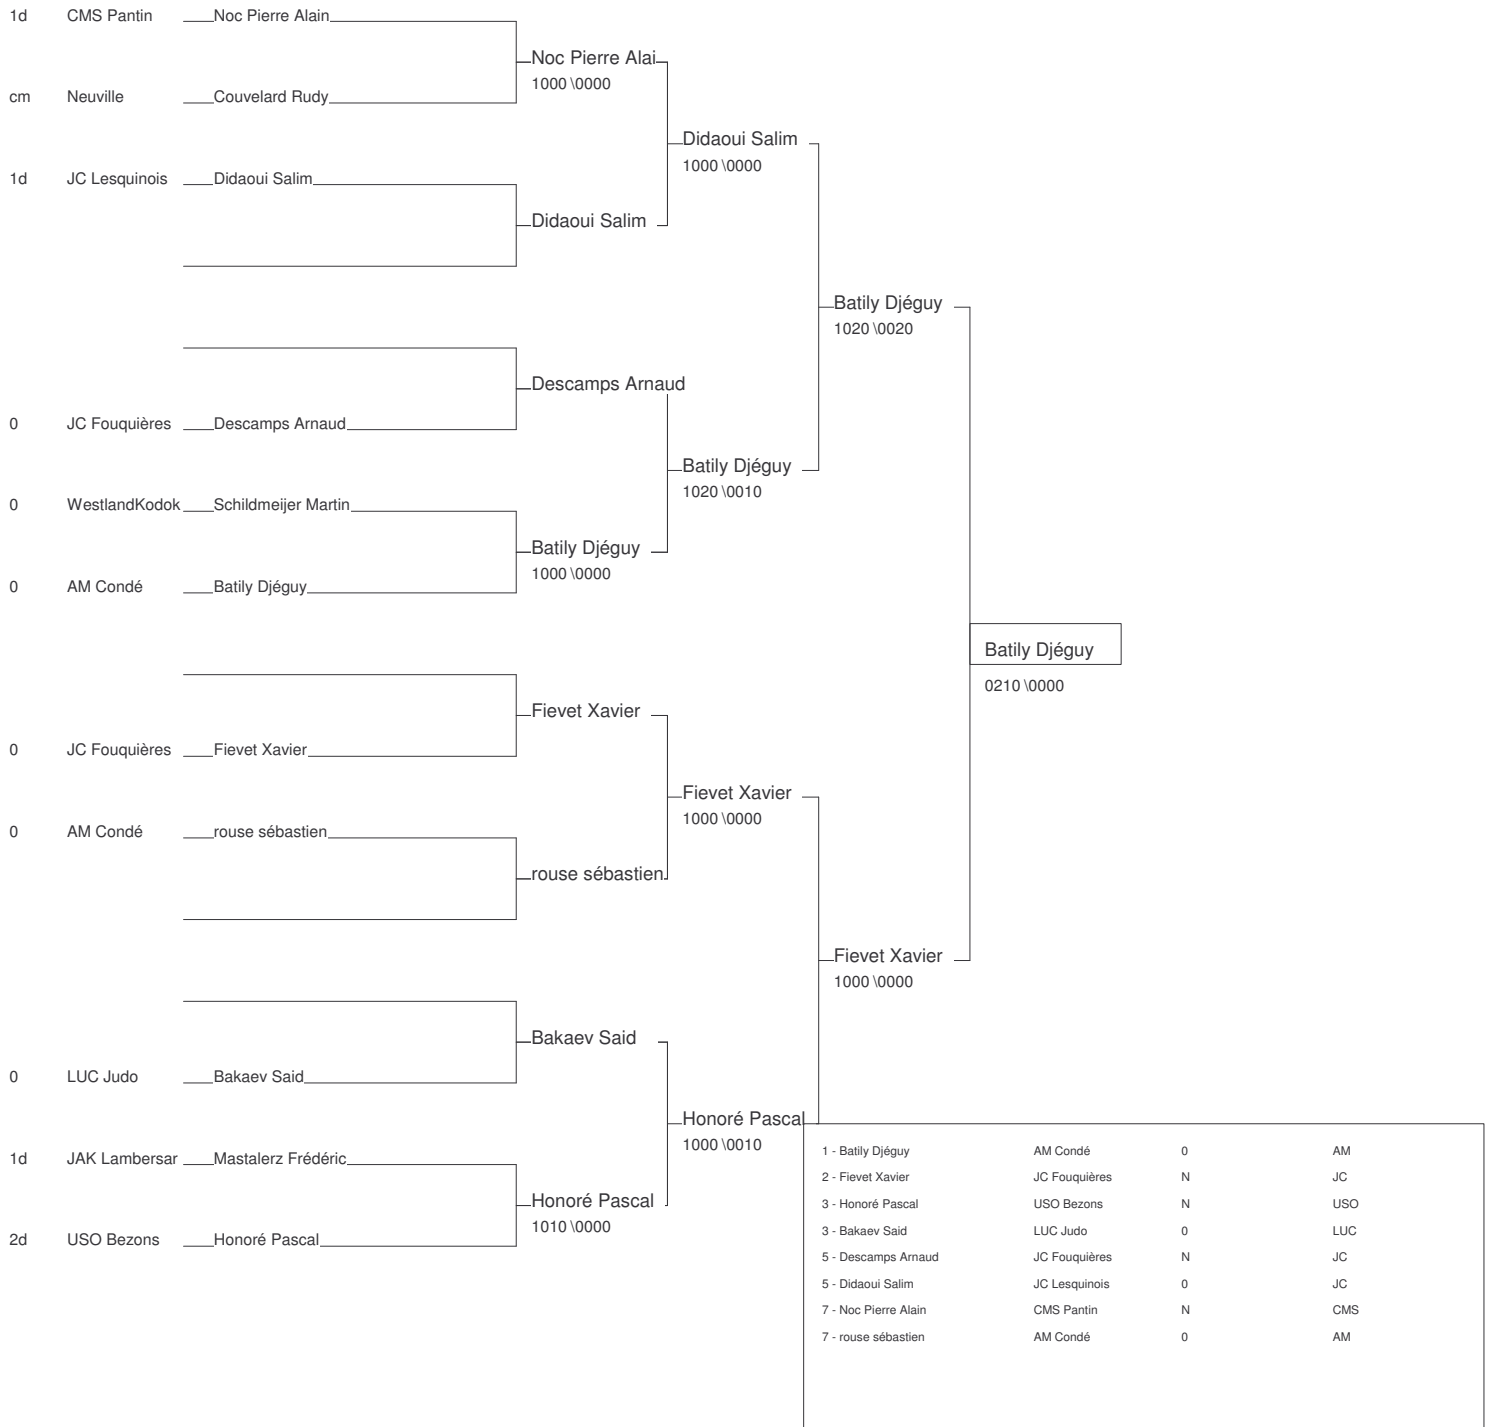 1d CMS Pantin Noc Pierre Alain
Noc Pierre Alai
1000 \0000
cm Neuville Couvelard Rudy
Didaoui Salim
1000 \0000
1d JC Lesquinois Didaoui Salim
Didaoui Salim
Batily Djéguy
1020 \0020
Descamps Arnaud
0 JC Fouquières Descamps Arnaud
Batily Djéguy
1020 \0010
0 WestlandKodok Schildmeijer Martin
Batily Djéguy
1000 \0000
0 AM Condé Batily Djéguy
Batily Djéguy
0210 \0000
Fievet Xavier
0 JC Fouquières Fievet Xavier
Fievet Xavier
1000 \0000
0 AM Condé rouse sébastien
rouse sébastien
Fievet Xavier
1000 \0000
Bakaev Said
0 LUC Judo Bakaev Said
Honoré Pascal
1000 \0010
1d JAK Lambersar Mastalerz Frédéric
Honoré Pascal
1010 \0000
2d USO Bezons Honoré Pascal
1 - Batily Djéguy AM Condé 0 AM
2 - Fievet Xavier JC Fouquières N JC
3 - Honoré Pascal USO Bezons N USO
3 - Bakaev Said LUC Judo 0 LUC
5 - Descamps Arnaud JC Fouquières N JC
5 - Didaoui Salim JC Lesquinois 0 JC
7 - Noc Pierre Alain CMS Pantin N CMS
7 - rouse sébastien AM Condé 0 AM